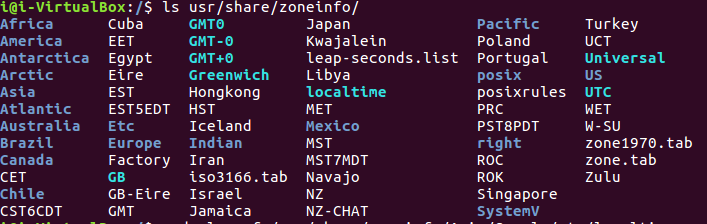 i@i-VirtualBox:/$ ls usr/share/zoneinfo/
Africa Cuba GMT0 Japan Pacific Turkey
America EET GMT-0 Kwajalein Poland UCT
Antarctica Egypt GMT+0 leap-seconds.list Portugal Universal
Arctic Eire Greenwich Libya posix US
Asia EST Hongkong localtime posixrules UTC
Atlantic EST5EDT HST MET PRC WET
Australia Etc Iceland Mexico PST8PDT W-SU
Brazil Europe Indian MST right zone1970.tab
Canada Factory Iran MST7MDT ROC zone.tab
CET GB iso3166.tab Navajo ROK Zulu
Chile GB-Eire Israel NZ Singapore
CST6CDT GMT Jamaica NZ-CHAT SystemV